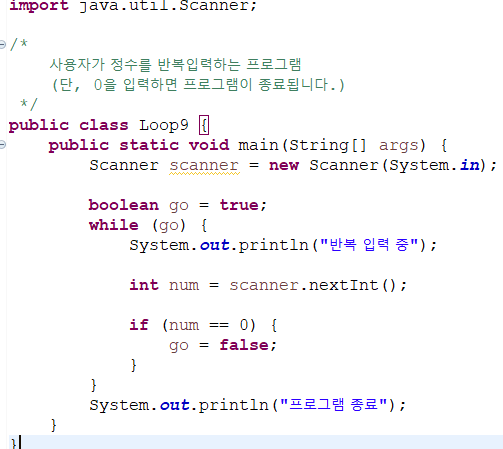 import java.util.Scanner;
/*
사용자가 정수를 반복입력하는 프로그램
(단, 0을 입력하면 프로그램이 종료됩니다.)
*/
public class Loop9 {
public static void main(String[] args) {
Scanner scanner = new Scanner(System.in);
boolean go = true;
while (go) {
System.out.println("반복 입력 중");
int num = scanner.nextInt();
if (num == 0) {
go = false;
}
}
System.out.println("프로그램 종료");
}
}